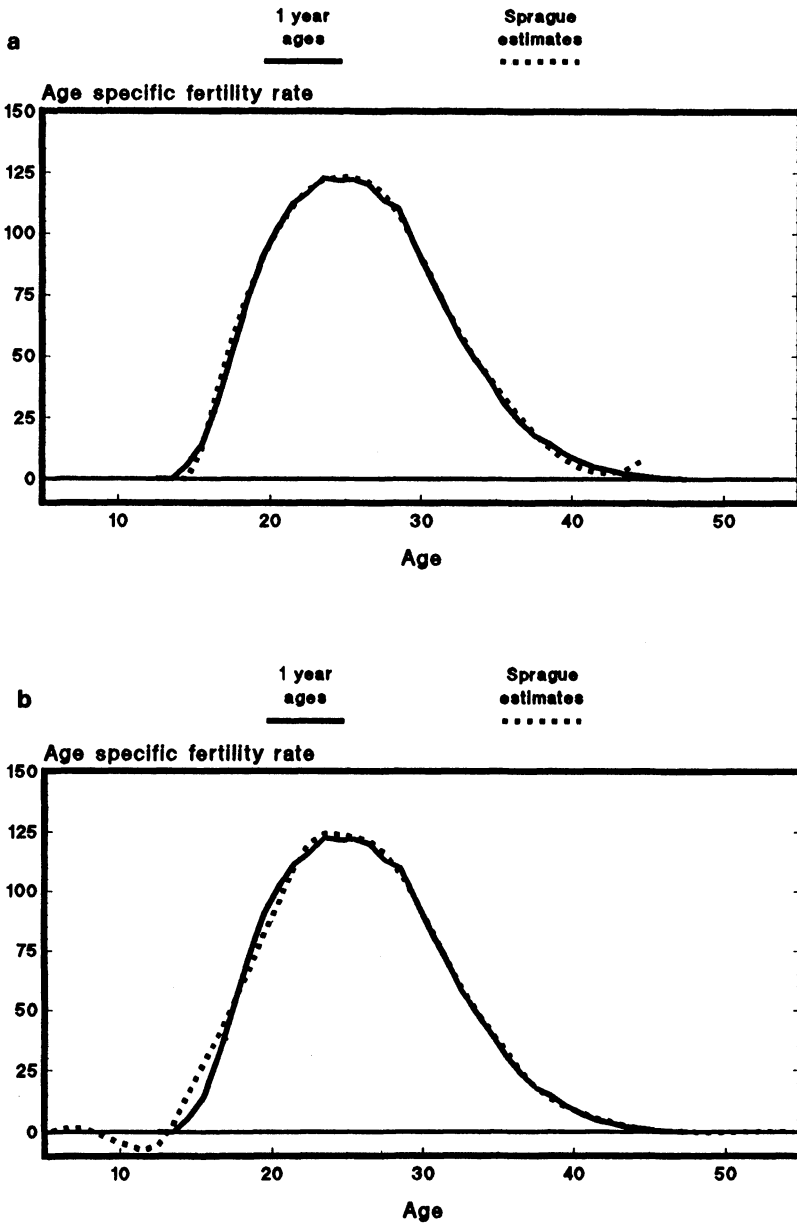 a
1 year
ages
Sprague
estimates
Age specific fertility rate
150
125
100
75
50
25
0
10 20 30 40 50
Age
b
1 year
ages
Sprague
estimates
Age specific fertility rate
150
125
100
75
50
25
0
10 20 30 40 50
Age